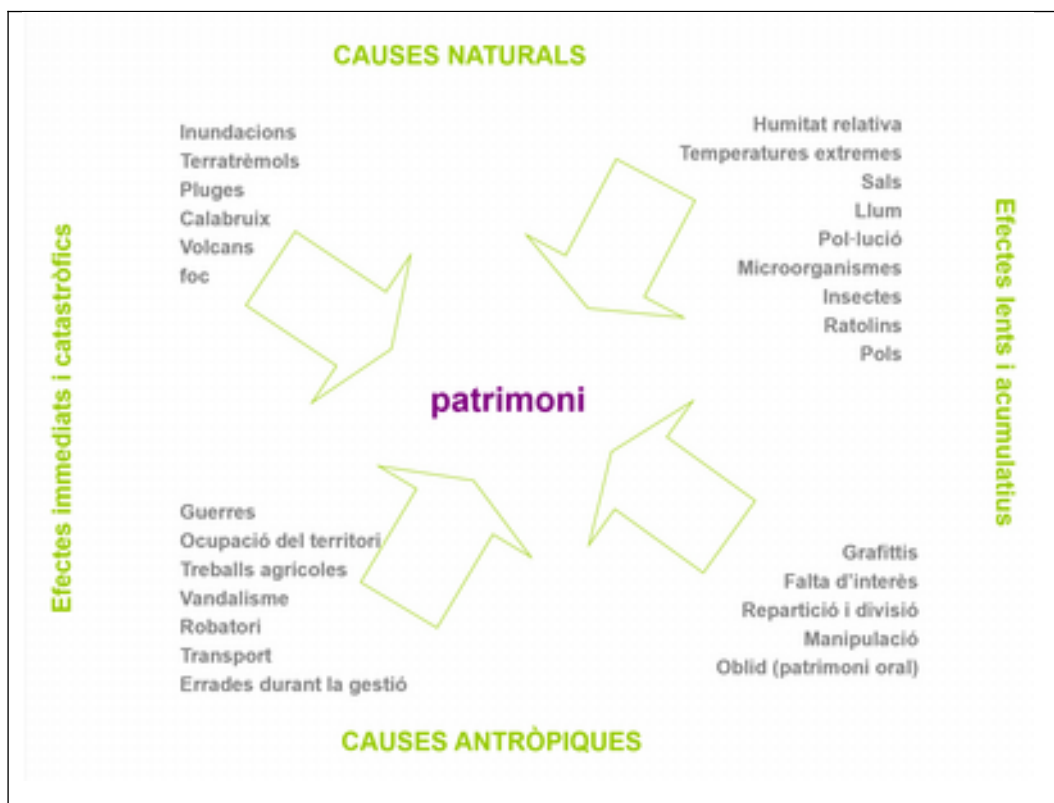 CAUSES NATURALS
Inundacions
Terratrèmols
Pluges
Calabruix
Volcans
foc
Humitat relativa
Temperatures extremes
Sals
Llum
Pol·lució
Microorganismes
Insectes
Ratolins
Pols
Efectes immediats i catastròfics
patrimoni
Efectes lents i acumulatius
Guerres
Ocupació del territori
Treballs agrícoles
Vandalisme
Robatori
Transport
Errades durant la gestió
Grafittis
Falta d'interès
Repartició i divisió
Manipulació
Oblid (patrimoni oral)
CAUSES ANTRÒPIQUES